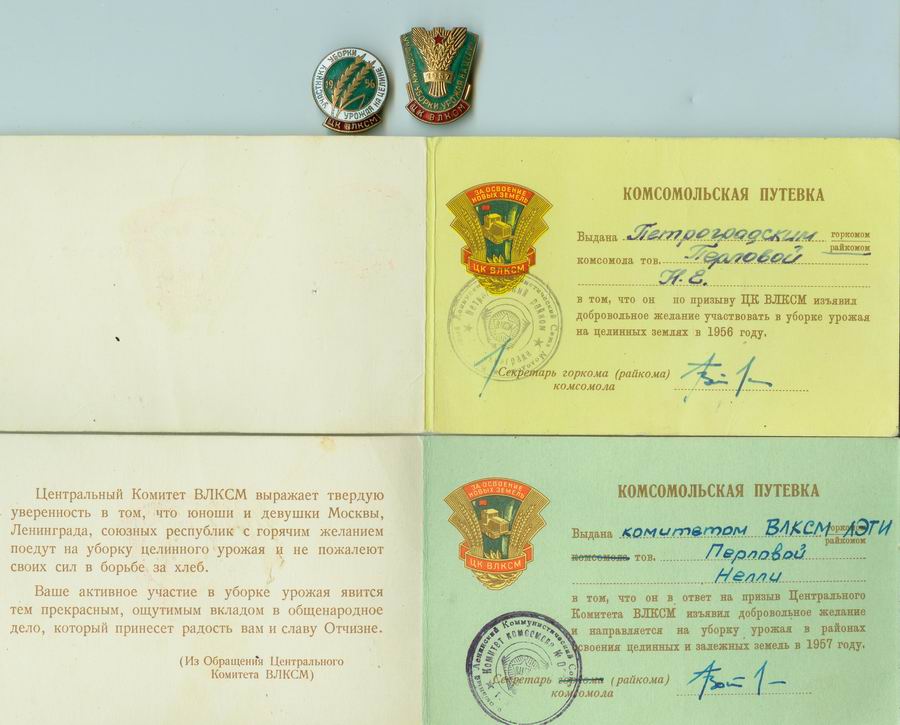 УЧАСТНИКУ УБОРКИ УРОЖАЯ НА ЦЕЛИНЕ
1956
ЦК ВЛКСМ
УЧАСТНИКУ УБОРКИ УРОЖАЯ НА ЦЕЛИНЕ
1957
ЦК ВЛКСМ
ЗА ОСВОЕНИЕ
НОВЫХ ЗЕМЕЛЬ
ЦК ВЛКСМ
КОМСОМОЛЬСКАЯ ПУТЕВКА
Выдана Петроградским горкомом
райкомом
комсомола тов. Перловой
Н.Е.
в том, что он по призыву ЦК ВЛКСМ изъявил
добровольное желание участвовать в уборке урожая
на целинных землях в 1956 году.
Секретарь горкома (райкома)
комсомола
Центральный Комитет ВЛКСМ выражает твердую
уверенность в том, что юноши и девушки Москвы,
Ленинграда, союзных республик с горячим желанием
поедут на уборку целинного урожая и не пожалеют
своих сил в борьбе за хлеб.
Ваше активное участие в уборке урожая явится
тем прекрасным, ощутимым вкладом в общенародное
дело, который принесет радость вам и славу Отчизне.
(Из Обращения Центрального
Комитета ВЛКСМ)
ЗА ОСВОЕНИЕ
НОВЫХ ЗЕМЕЛЬ
ЦК ВЛКСМ
КОМСОМОЛЬСКАЯ ПУТЕВКА
Выдана комитетом ВЛКСМ ЛЭТИ горкомом
райкомом
комсомола тов. Перловой
Нелли
в том, что он в ответ на призыв Центрального
Комитета ВЛКСМ изъявил добровольное желание
и направляется на уборку урожая в районах
освоения целинных и залежных земель в 1957 году.
Секретарь горкома (райкома)
комсомола